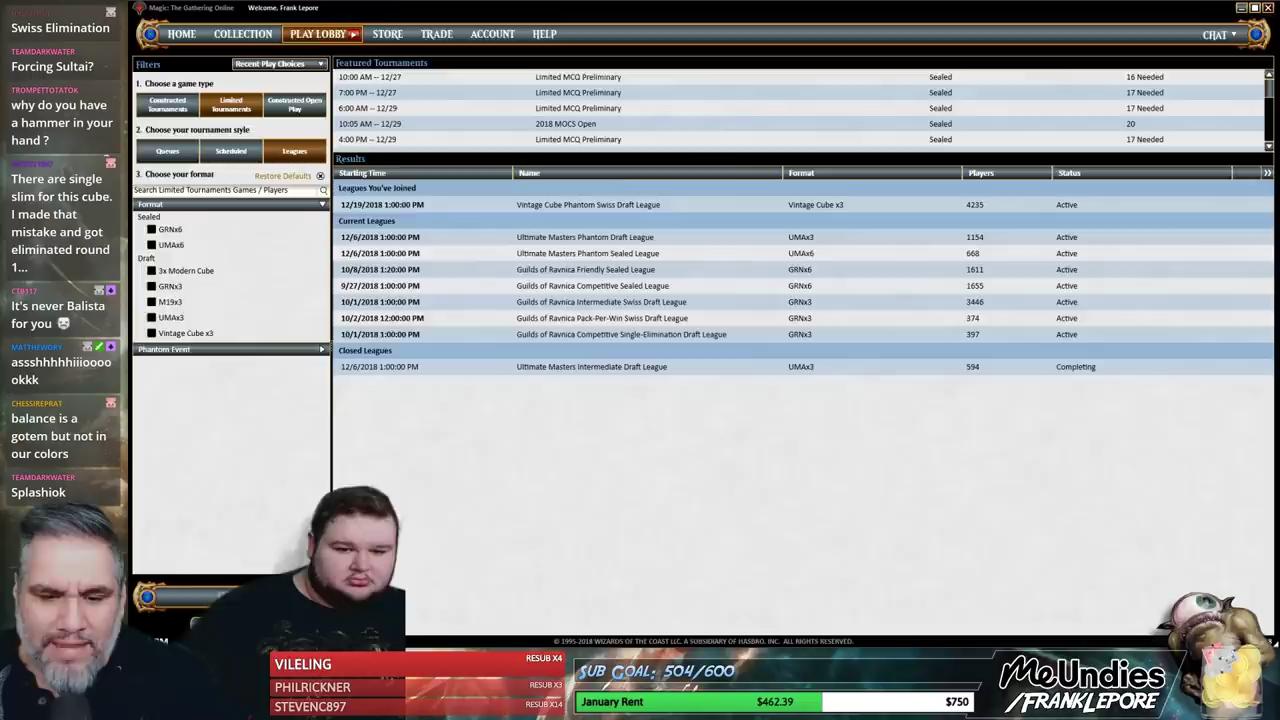 Magic: The Gathering Online
Welcome, Frank Lepore
HOME
COLLECTION
PLAY LOBBY
STORE
TRADE
ACCOUNT
HELP
CHAT
Swiss Elimination
TEAMDARKWATER
Forcing Sultai?
TROMPETTOTATOK
why do you have
a hammer in your
hand ?
There are single
slim for this cube.
I made that
mistake and got
eliminated round
1...
CTB117
It's never Balista
for you
MATTHEWORY
assshhhhhiiioooo
okkk
CHESSIREPRAT
balance is a
gotem but not in
our colors
TEAMDARKWATER
Splashiok
Filters
Recent Play Choices
1. Choose a game type
Constructed Tournaments
Limited Tournaments
Constructed Open Play
2. Choose your tournament style
Queues
Scheduled
Leagues
3. Choose your format
Restore Defaults
Search Limited Tournaments Games / Players
Format
Sealed
GRNx6
UMAx6
Draft
3x Modern Cube
GRNx3
M19x3
UMAx3
Vintage Cube x3
Phantom Event
Featured Tournaments
10:00 AM -- 12/27 Limited MCQ Preliminary Sealed 16 Needed
7:00 PM -- 12/27 Limited MCQ Preliminary Sealed 17 Needed
6:00 AM -- 12/29 Limited MCQ Preliminary Sealed 17 Needed
10:05 AM -- 12/29 2018 MOCS Open Sealed 20
4:00 PM -- 12/29 Limited MCQ Preliminary Sealed 17 Needed
Results
Starting Time Name Format Players Status
Leagues You've Joined
12/19/2018 1:00:00 PM Vintage Cube Phantom Swiss Draft League Vintage Cube x3 4235 Active
Current Leagues
12/6/2018 1:00:00 PM Ultimate Masters Phantom Draft League UMAx3 1154 Active
12/6/2018 1:00:00 PM Ultimate Masters Phantom Sealed League UMAx6 668 Active
10/8/2018 1:20:00 PM Guilds of Ravnica Friendly Sealed League GRNx6 1611 Active
9/27/2018 1:00:00 PM Guilds of Ravnica Competitive Sealed League GRNx6 1655 Active
10/1/2018 1:00:00 PM Guilds of Ravnica Intermediate Swiss Draft League GRNx3 3446 Active
10/2/2018 12:00:00 PM Guilds of Ravnica Pack-Per-Win Swiss Draft League GRNx3 374 Active
10/1/2018 1:00:00 PM Guilds of Ravnica Competitive Single-Elimination Draft League GRNx3 397 Active
Closed Leagues
12/6/2018 1:00:00 PM Ultimate Masters Intermediate Draft League UMAx3 594 Completing
© 1995-2018 WIZARDS OF THE COAST LLC. A SUBSIDIARY OF HASBRO, INC. ALL RIGHTS RESERVED.
VILELING RESUB X4
PHILRICKNER RESUB X3
STEVENC897 RESUB X14
SUB GOAL: 504/600
January Rent $462.39 $750
MeUndies
/FRANKLEPORE